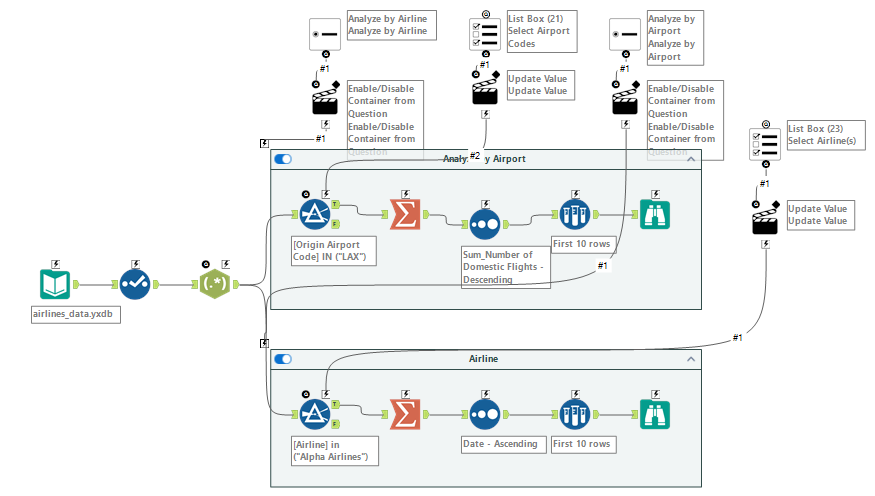 Analyze by Airline
Analyze by Airline
#1
Enable/Disable
Container from
Question
Enable/Disable
Container from
Question
#1
List Box (21)
Select Airport
Codes
#1
Update Value
Update Value
#2
Analyze by
Airport
Analyze by
Airport
#1
Enable/Disable
Container from
Question
Enable/Disable
Container from
Question
#1
List Box (23)
Select Airline(s)
#1
Update Value
Update Value
#1
y Airport
T
F
[Origin Airport
Code] IN ("LAX")
Σ
Sum_Number of
Domestic Flights -
Descending
First 10 rows
airlines_data.yxdb
(.*)
Airline
T
F
[Airline] in
("Alpha Airlines")
Σ
Date - Ascending
First 10 rows